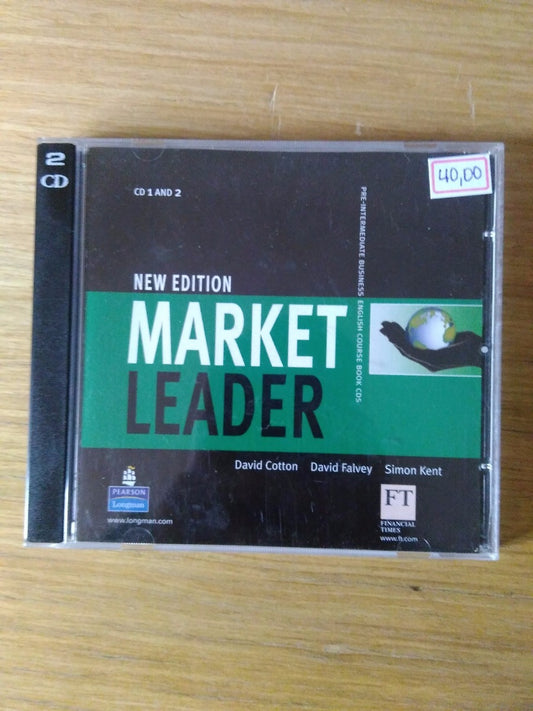 2
CD
CD 1 AND 2
40,00
PRE-INTERMEDIATE BUSINESS ENGLISH COURSE BOOK CDS
NEW EDITION
MARKET
LEADER
David Cotton David Falvey Simon Kent
PEARSON
Longman
www.longman.com
FT
FINANCIAL
TIMES
www.ft.com